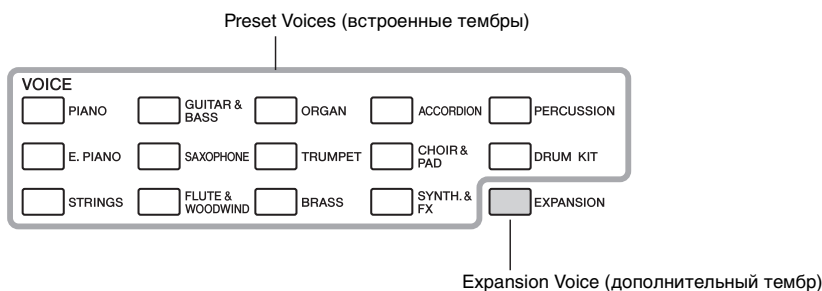 Preset Voices (встроенные тембры)
VOICE
PIANO
GUITAR &
BASS
ORGAN
ACCORDION
PERCUSSION
E. PIANO
SAXOPHONE
TRUMPET
CHOIR &
PAD
DRUM KIT
STRINGS
FLUTE &
WOODWIND
BRASS
SYNTH. &
FX
EXPANSION
Expansion Voice (дополнительный тембр)